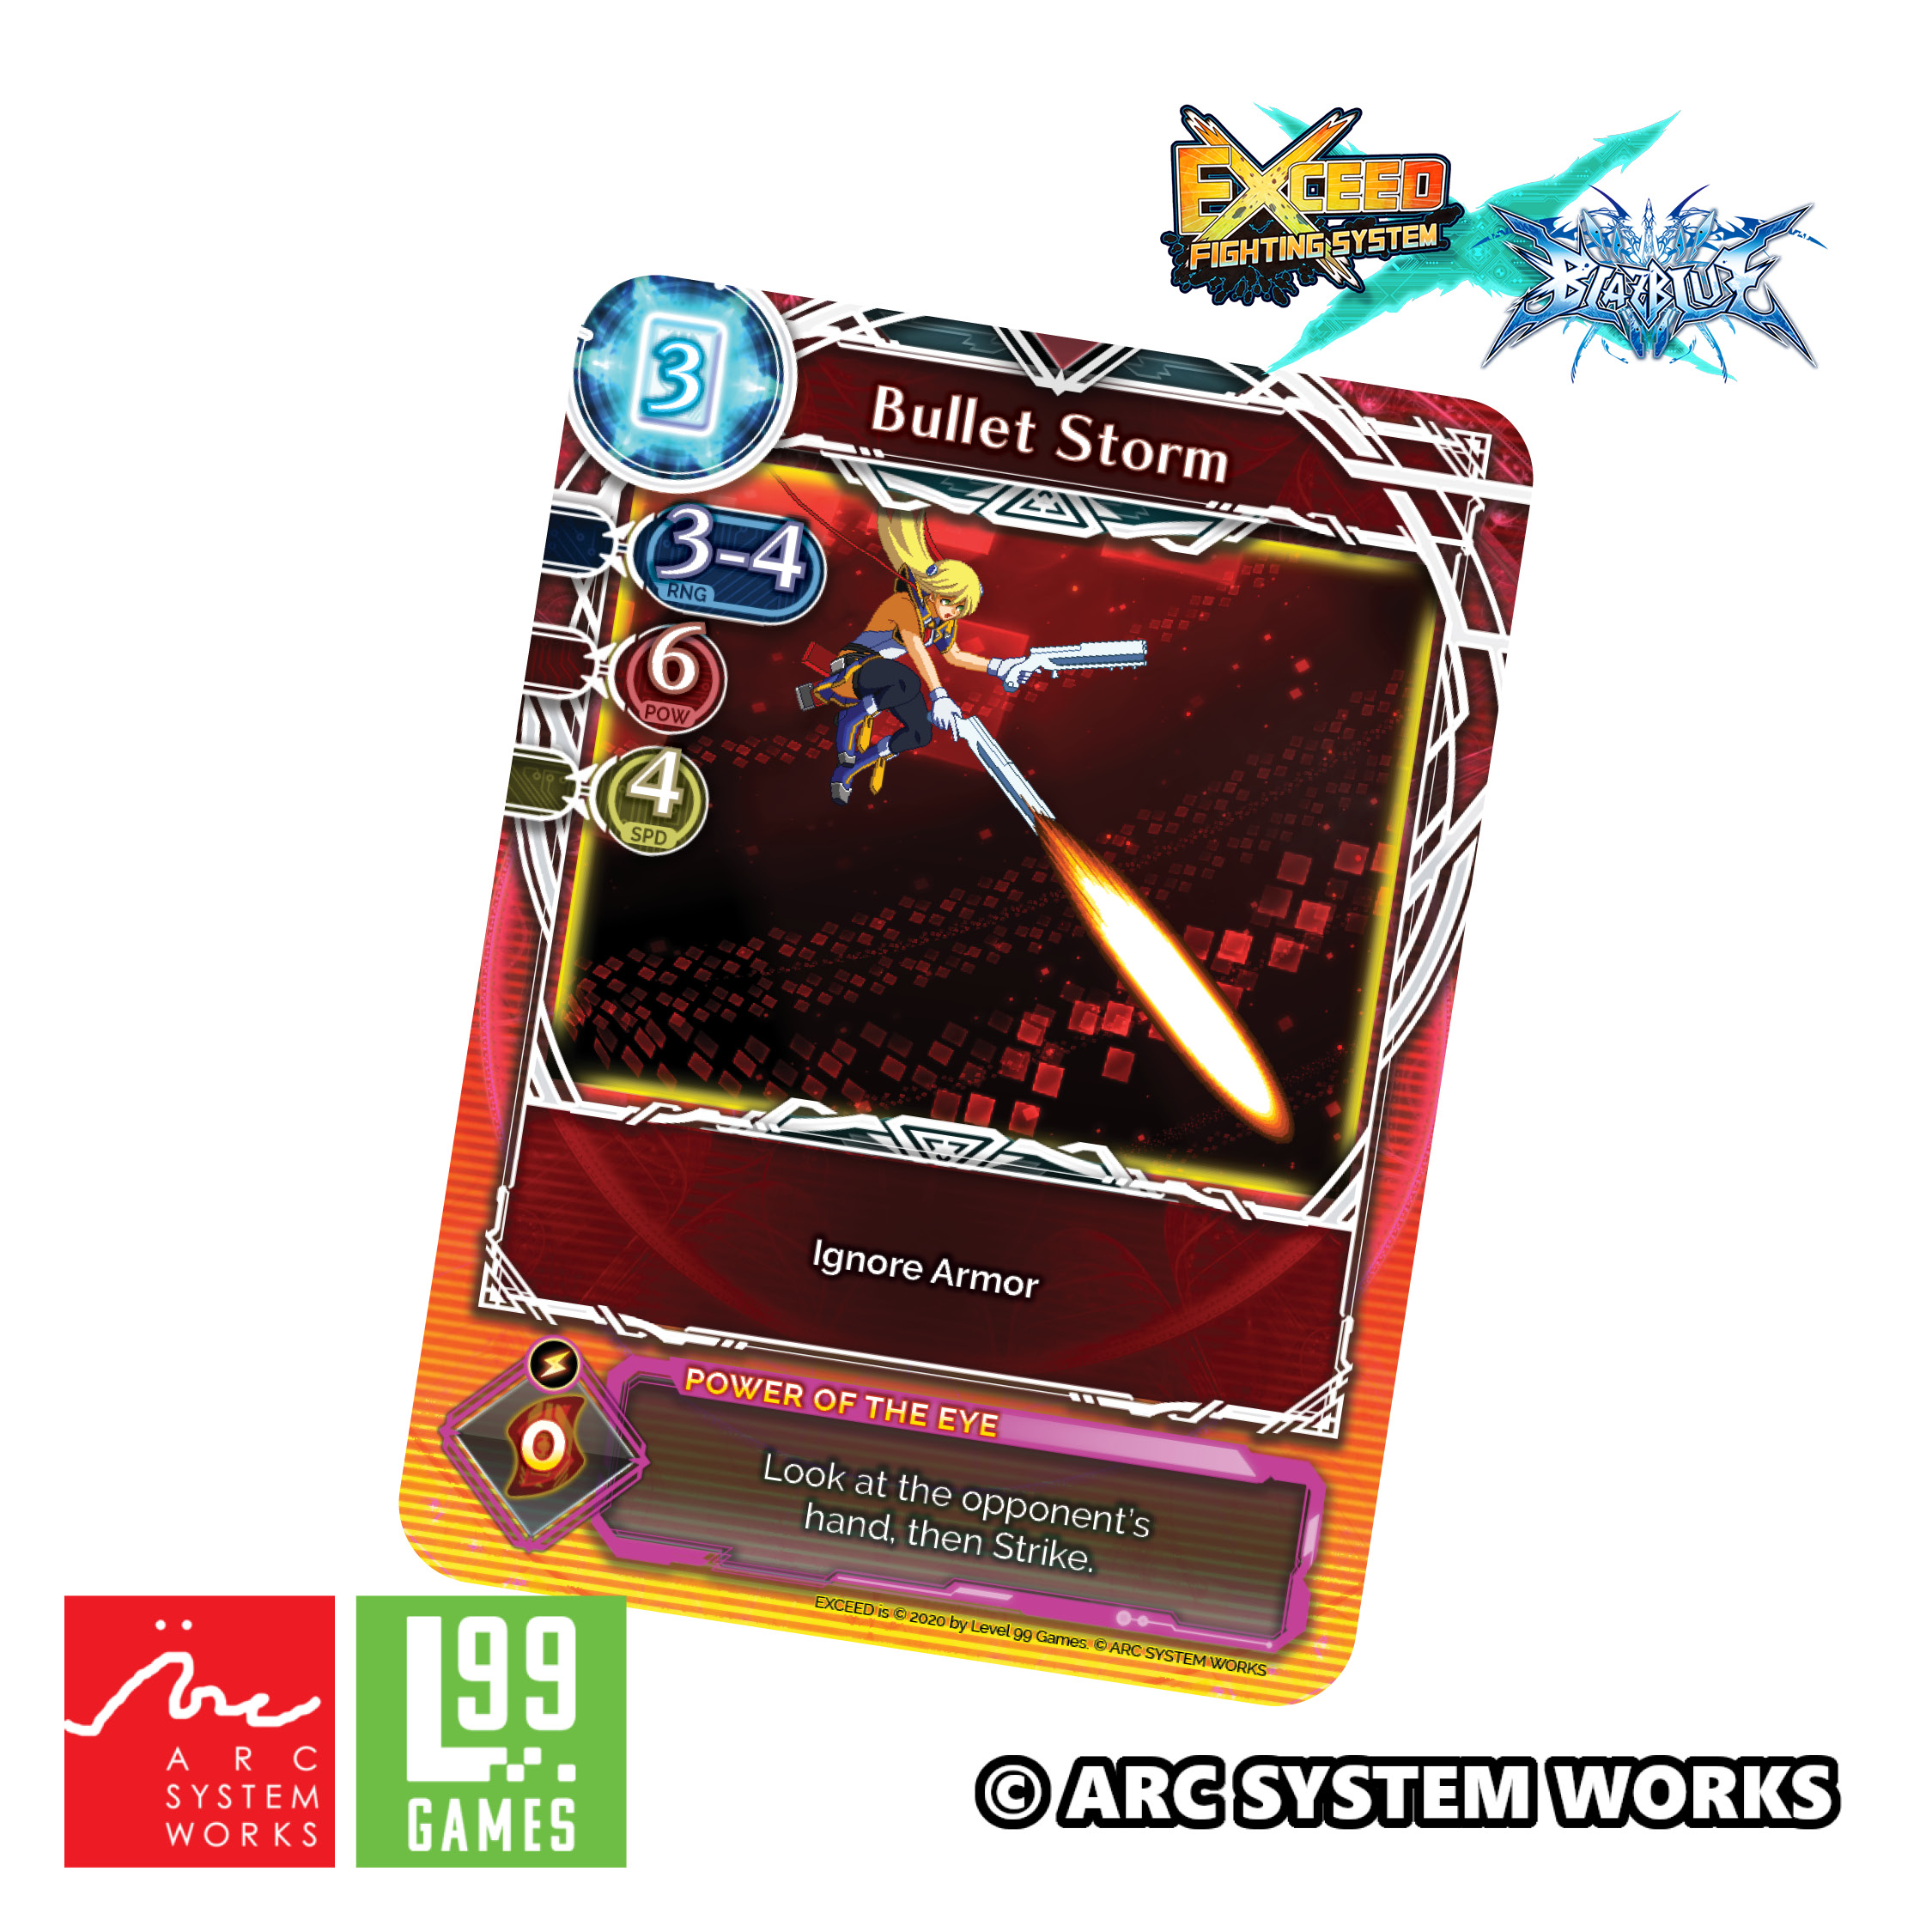 EXCEED
FIGHTING SYSTEM
BLAZBLUE
3
Bullet Storm
3-4
RNG
6
POW
4
SPD
Ignore Armor
POWER OF THE EYE
0
Look at the opponent's
hand, then Strike.
EXCEED is © 2020 by Level 99 Games. © ARC SYSTEM WORKS
Arc
ARC
SYSTEM
WORKS
L99
GAMES
© ARC SYSTEM WORKS